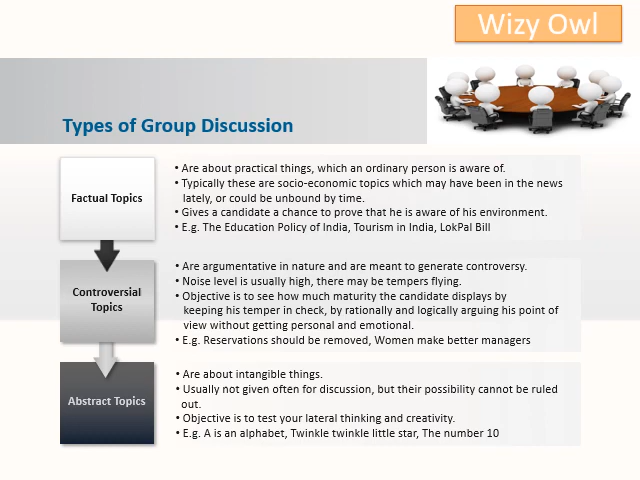 Wizy Owl
Types of Group Discussion
Factual Topics
• Are about practical things, which an ordinary person is aware of.
• Typically these are socio-economic topics which may have been in the news
lately, or could be unbound by time.
• Gives a candidate a chance to prove that he is aware of his environment.
• E.g. The Education Policy of India, Tourism in India, LokPal Bill
Controversial
Topics
• Are argumentative in nature and are meant to generate controversy.
• Noise level is usually high, there may be tempers flying.
• Objective is to see how much maturity the candidate displays by
keeping his temper in check, by rationally and logically arguing his point of
view without getting personal and emotional.
• E.g. Reservations should be removed, Women make better managers
Abstract Topics
• Are about intangible things.
• Usually not given often for discussion, but their possibility cannot be ruled
out.
• Objective is to test your lateral thinking and creativity.
• E.g. A is an alphabet, Twinkle twinkle little star, The number 10